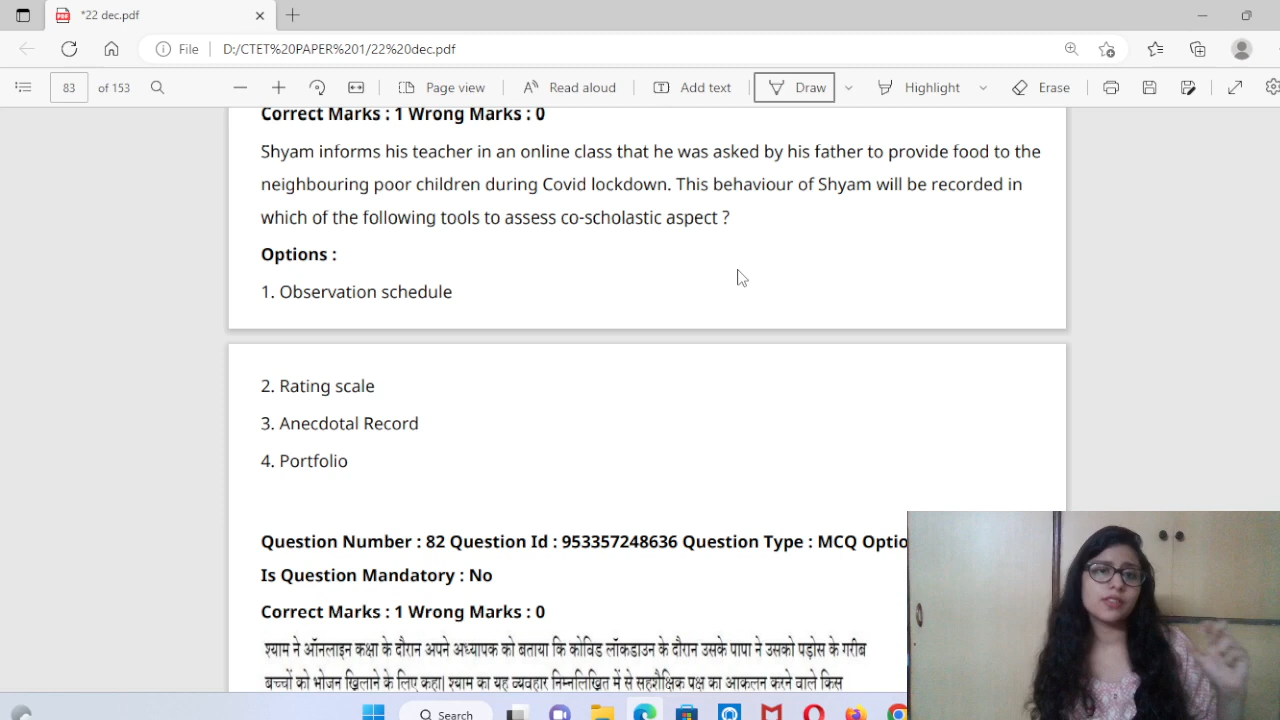 *22 dec.pdf
File
D:/CTET%20PAPER%201/22%20dec.pdf
83 of 153
Page view
Read aloud
Add text
Draw
Highlight
Erase
Correct Marks : 1 Wrong Marks : 0
Shyam informs his teacher in an online class that he was asked by his father to provide food to the
neighbouring poor children during Covid lockdown. This behaviour of Shyam will be recorded in
which of the following tools to assess co-scholastic aspect ?
Options :
1. Observation schedule
2. Rating scale
3. Anecdotal Record
4. Portfolio
Question Number : 82 Question Id : 953357248636 Question Type : MCQ Optio
Is Question Mandatory : No
Correct Marks : 1 Wrong Marks : 0
श्याम ने ऑनलाइन कक्षा के दौरान अपने अध्यापक को बताया कि कोविड लॉकडाउन के दौरान उसके पापा ने उसको पड़ोस के गरीब
बच्चों को भोजन खिलाने के लिए कहा| श्याम का यह व्यवहार निम्नलिखित में से सहशैक्षिक पक्ष का आकलन करने वाले किस
Search